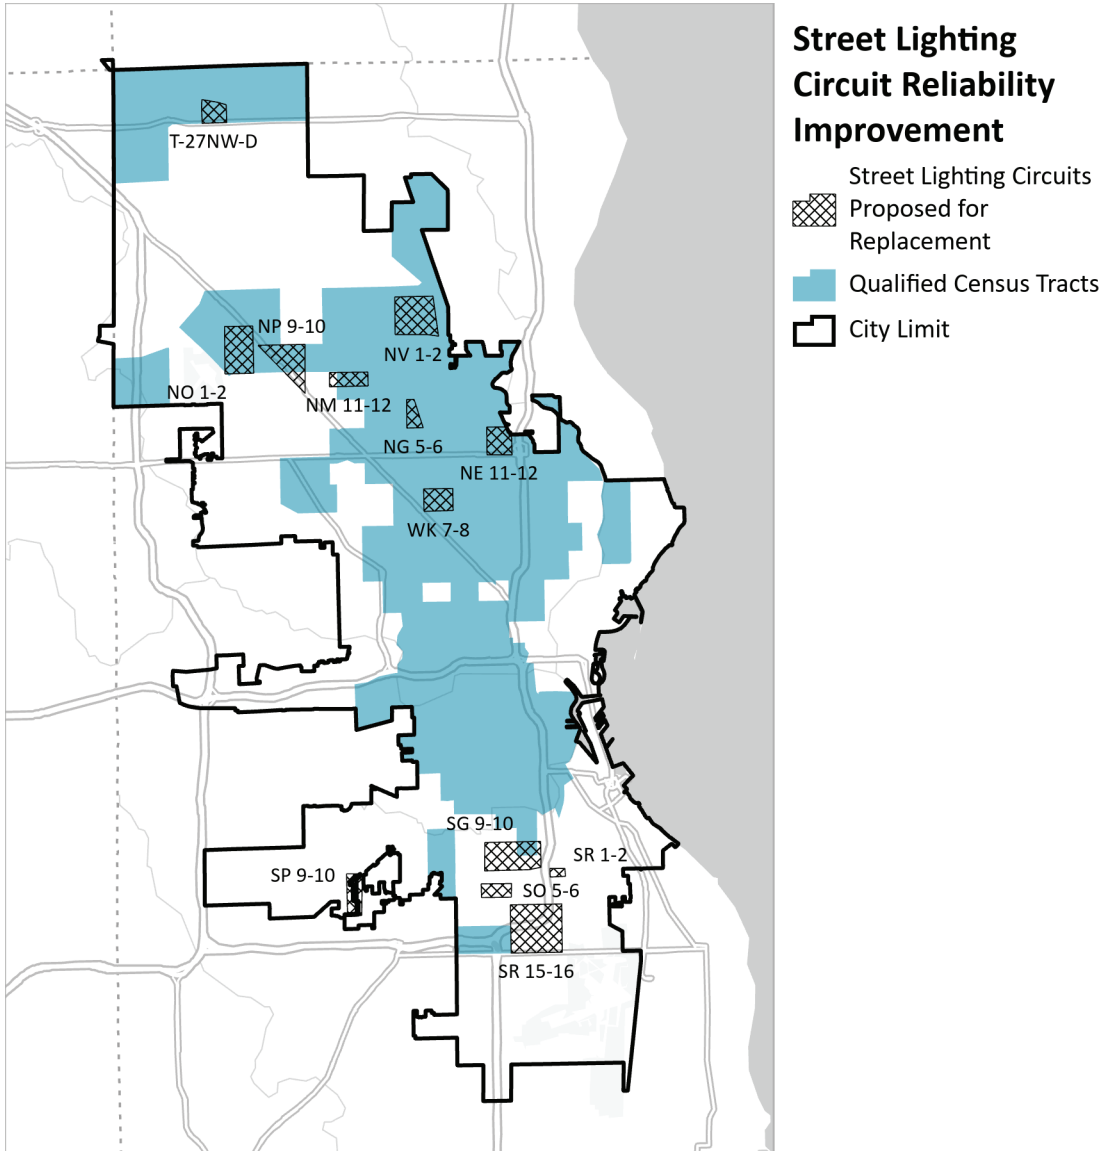 Street Lighting
Circuit Reliability
Improvement
Street Lighting Circuits
Proposed for
Replacement
Qualified Census Tracts
City Limit
T-27NW-D
NP 9-10
NV 1-2
NO 1-2
NM 11-12
NG 5-6
NE 11-12
WK 7-8
SG 9-10
SR 1-2
SP 9-10
SO 5-6
SR 15-16